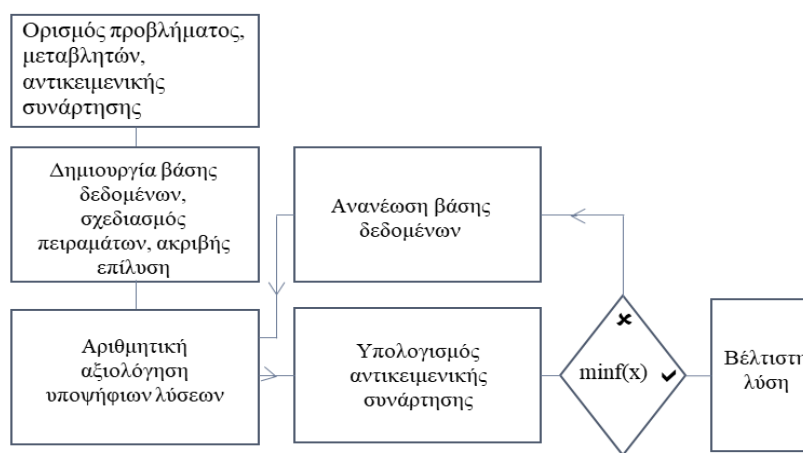 Ορισμός προβλήματος,
μεταβλητών,
αντικειμενικής
συνάρτησης
Δημιουργία βάσης
δεδομένων,
σχεδιασμός
πειραμάτων, ακριβής
επίλυση
Ανανέωση βάσης
δεδομένων
Αριθμητική
αξιολόγηση
υποψήφιων λύσεων
Υπολογισμός
αντικειμενικής
συνάρτησης
minf(x)
Βέλτιστη
λύση